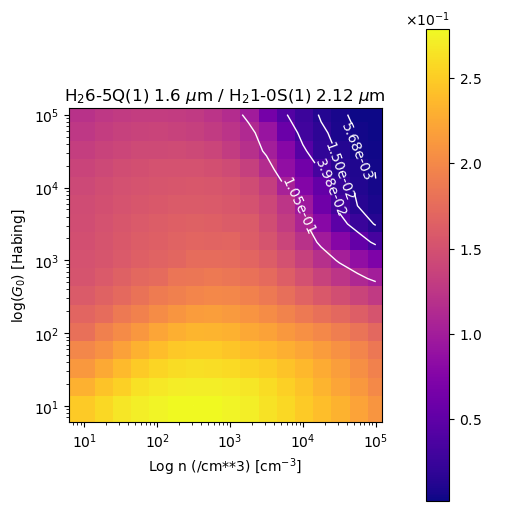 ×10⁻¹
H₂6-5Q(1) 1.6 μm / H₂1-0S(1) 2.12 μm
10⁵
10⁴
10³
10²
10¹
log(G₀) [Habing]
5.68e-03
1.50e-02
3.98e-02
1.05e-01
10¹ 10² 10³ 10⁴ 10⁵
Log n (/cm**3) [cm⁻³]
2.5
2.0
1.5
1.0
0.5